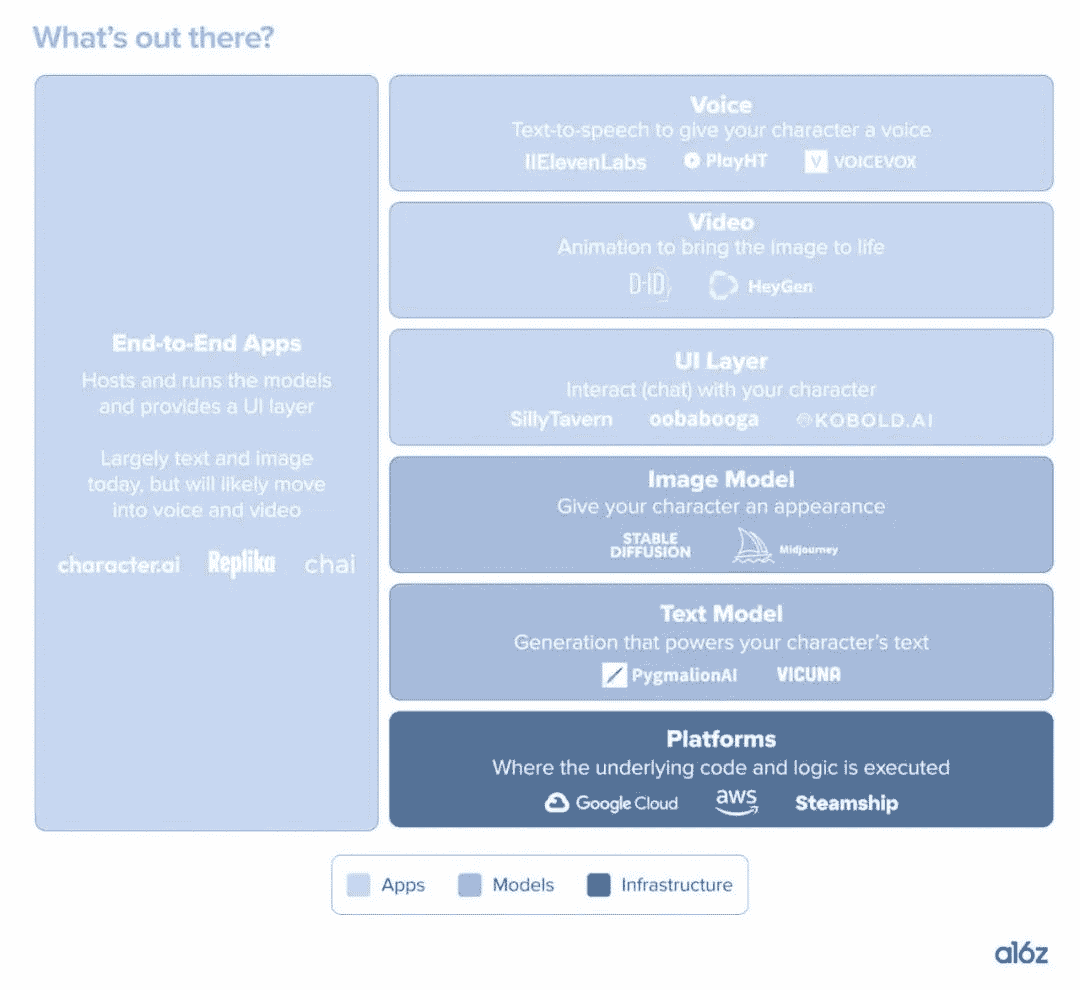 What's out there?
End-to-End Apps
Hosts and runs the models
and provides a UI layer
Largely text and image
today, but will likely move
into voice and video
character.ai Replika chai
Voice
Text-to-speech to give your character a voice
IIElevenLabs PlayHT V VOICEVOX
Video
Animation to bring the image to life
D-ID HeyGen
UI Layer
Interact (chat) with your character
SillyTavern oobabooga KOBOLD.AI
Image Model
Give your character an appearance
STABLE
DIFFUSION Midjourney
Text Model
Generation that powers your character's text
PygmalionAI VICUNA
Platforms
Where the underlying code and logic is executed
Google Cloud aws Steamship
Apps Models Infrastructure
a16z